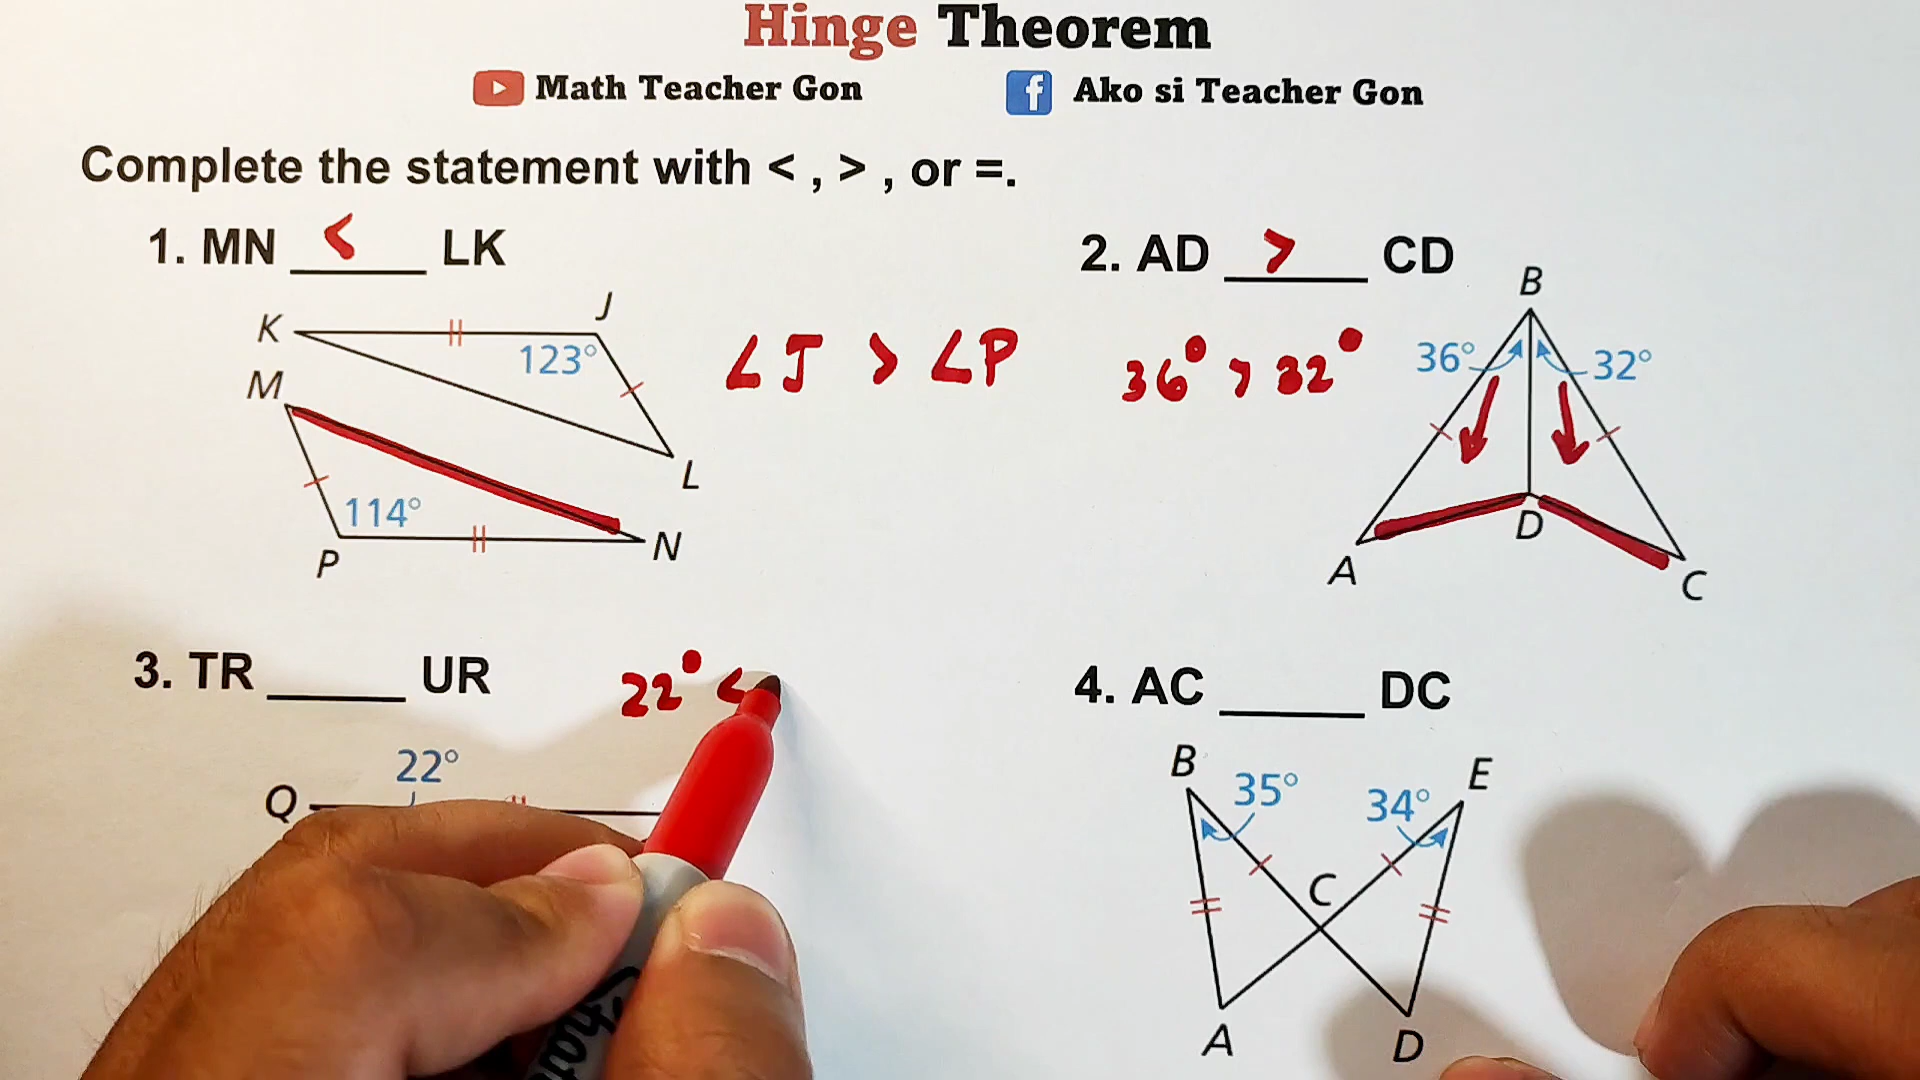 Hinge Theorem
Math Teacher Gon
Ako si Teacher Gon
Complete the statement with < , > , or =.
1. MN < LK
K
J
123°
M
L
114°
P
N
∠J > ∠P
2. AD > CD
B
36° > 32°
36°
32°
A
D
C
3. TR ______ UR
22° <
22°
Q
4. AC ______ DC
B
E
35°
34°
C
A
D